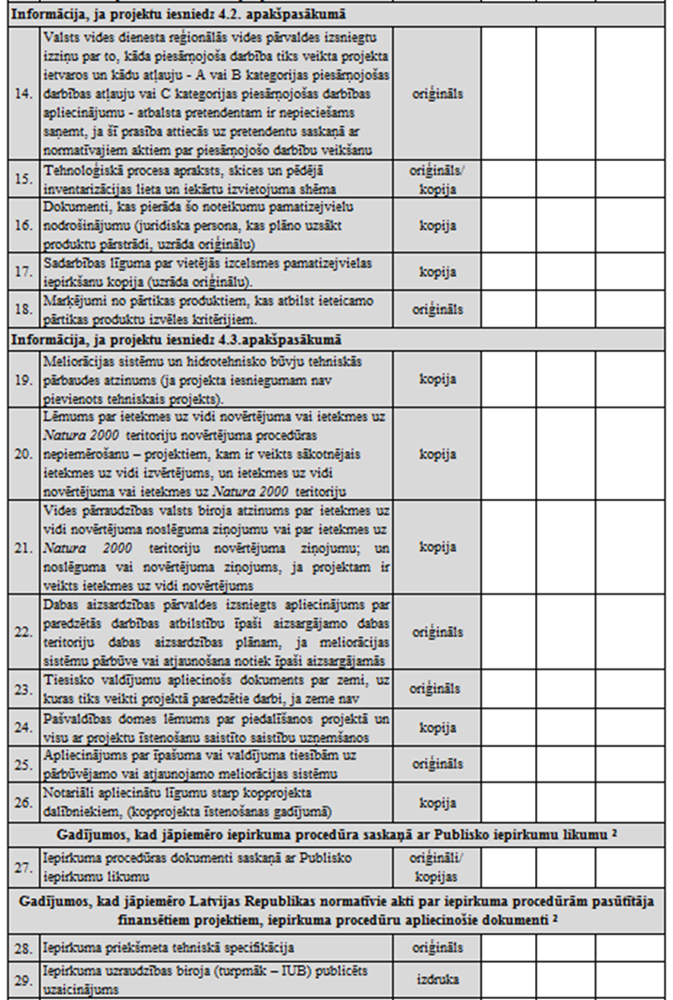 Informācija, ja projektu iesniedz 4.2. apakšpasākumā
14.
Valsts vides dienesta reģionālās vides pārvaldes izsniegtu
izziņu par to, kāda piesārņojoša darbība tiks veikta projekta
ietvaros un kādu atļauju - A vai B kategorijas piesārņojošas
darbības atļauju vai C kategorijas piesārņojošas darbības
apliecinājumu - atbalsta pretendentam ir nepieciešams
saņemt, ja šī prasība attiecās uz pretendentu saskaņā ar
normatīvajiem aktiem par piesārņojošo darbību veikšanu
oriģināls
15.
Tehnoloģiskā procesa apraksts, skices un pēdējā
inventarizācijas lieta un iekārtu izvietojuma shēma
oriģināls/
kopija
16.
Dokumenti, kas pierāda šo noteikumu pamatizejvielu
nodrošinājumu (juridiska persona, kas plāno uzsākt
produktu pārstrādi, uzrāda oriģinālu)
kopija
17.
Sadarbības līguma par vietējās izcelsmes pamatizejvielas
iepirkšanu kopija (uzrāda oriģinālu).
kopija
18.
Marķējumi no pārtikas produktiem, kas atbilst ieteicamo
pārtikas produktu izvēles kritērijiem.
oriģināls
Informācija, ja projektu iesniedz 4.3.apakšpasākumā
19.
Meliorācijas sistēmu un hidrotehnisko būvju tehniskās
pārbaudes atzinums (ja projekta iesniegumam nav
pievienots tehniskais projekts).
kopija
20.
Lēmums par ietekmes uz vidi novērtējuma vai ietekmes uz
Natura 2000 teritoriju novērtējuma procedūras
nepiemērošanu – projektiem, kam ir veikts sākotnējais
ietekmes uz vidi izvērtējums, un ietekmes uz vidi
novērtējuma vai ietekmes uz Natura 2000 teritoriju
kopija
21.
Vides pārraudzības valsts biroja atzinums par ietekmes uz
vidi novērtējuma noslēguma ziņojumu vai par ietekmes uz
Natura 2000 teritoriju novērtējuma ziņojumu; un
noslēguma vai novērtējuma ziņojums, ja projektam ir
veikts ietekmes uz vidi novērtējums
kopija
22.
Dabas aizsardzības pārvaldes izsniegts apliecinājums par
paredzētās darbības atbilstību īpaši aizsargājamo dabas
teritoriju dabas aizsardzības plānam, ja meliorācijas
sistēmu pārbūve vai atjaunošana notiek īpaši aizsargājamās
oriģināls
23.
Tiesisko valdījumu apliecinošs dokuments par zemi, uz
kuras tiks veikti projektā paredzētie darbi, ja zeme nav
oriģināls
24.
Pašvaldības domes lēmums par piedalīšanos projektā un
visu ar projektu īstenošanu saistīto saistību uzņemšanos
kopija
25.
Apliecinājums par īpašuma vai valdījuma tiesībām uz
pārbūvējamo vai atjaunojamo meliorācijas sistēmu
oriģināls
26.
Notariāli apliecinātu līgumu starp kopprojekta
dalībniekiem, (kopprojekta īstenošanas gadījumā)
kopija
Gadījumos, kad jāpiemēro iepirkuma procedūra saskaņā ar Publisko iepirkumu likumu ²
27.
Iepirkuma procedūras dokumenti saskaņā ar Publisko
iepirkumu likumu
oriģināli/
kopijas
Gadījumos, kad jāpiemēro Latvijas Republikas normatīvie akti par iepirkuma procedūrām pasūtītāja
finansētiem projektiem, iepirkuma procedūru apliecinošie dokumenti ²
28.
Iepirkuma priekšmeta tehniskā specifikācija
oriģināls
29.
Iepirkuma uzraudzības biroja (turpmāk – IUB) publicēts
uzaicinājums
izdruka